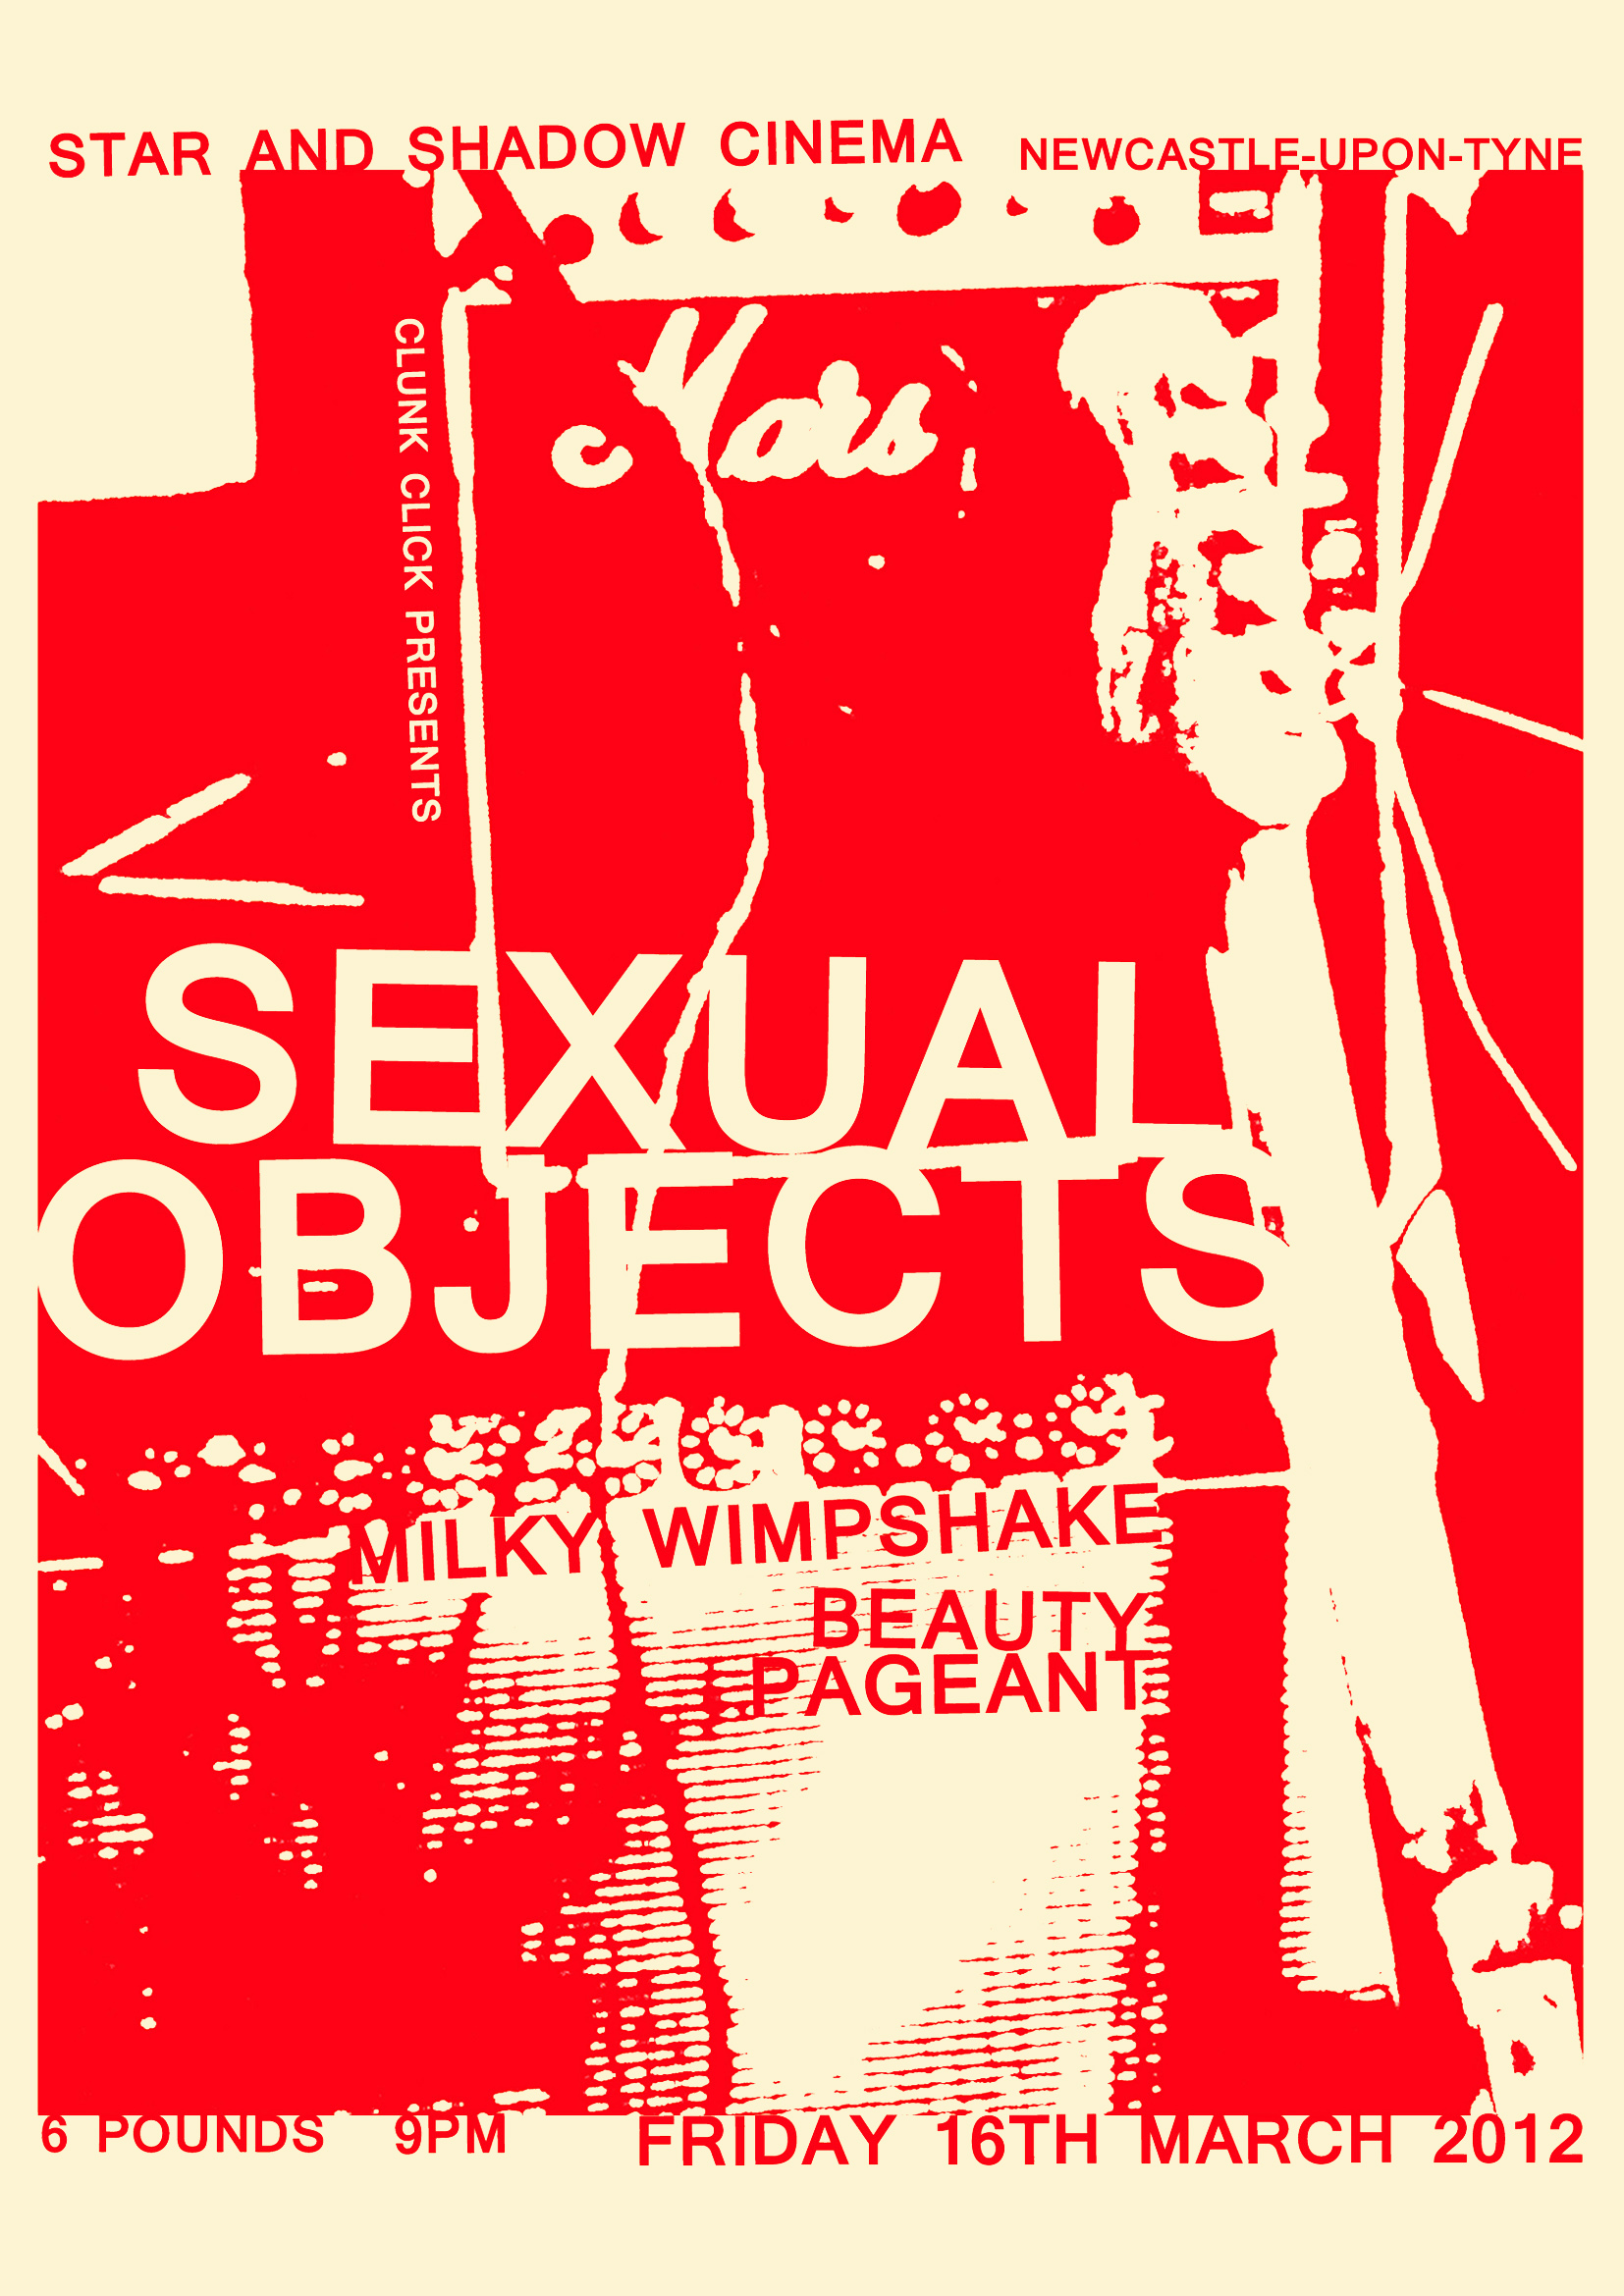 STAR AND SHADOW CINEMA
NEWCASTLE-UPON-TYNE
Mars
CLUNK CLICK PRESENTS
SEXUAL
OBJECTS
MILKY WIMPSHAKE
BEAUTY
PAGEANT
6 POUNDS 9PM
FRIDAY 16TH MARCH 2012